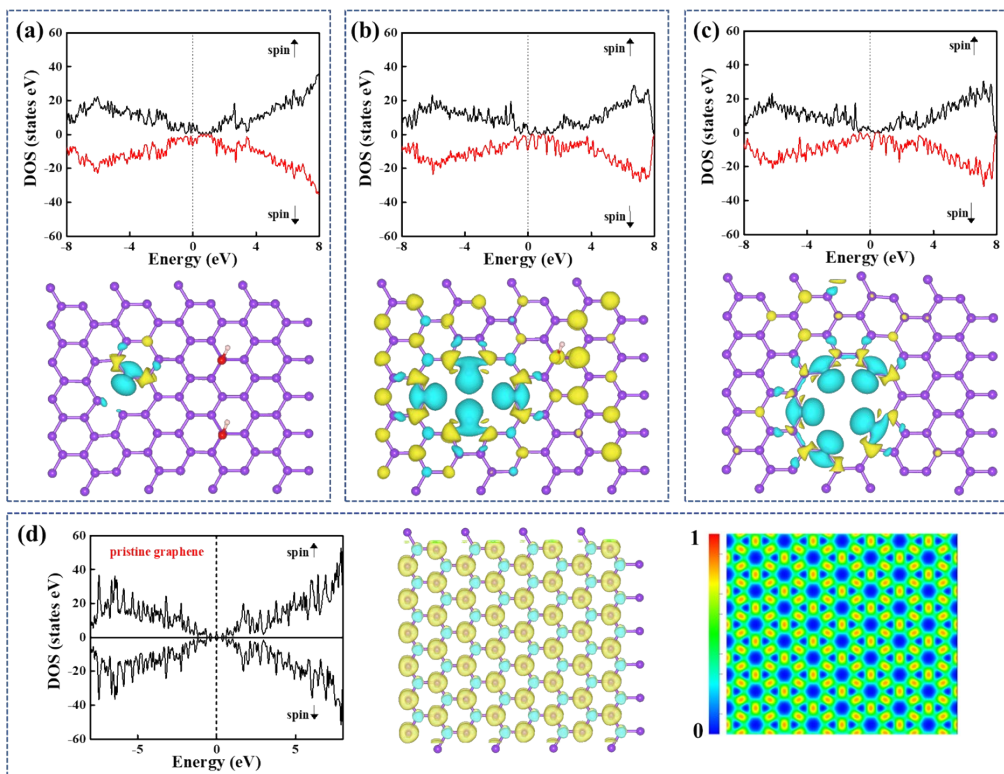 (a)
60
40
20
0
-20
-40
-60
DOS (states eV)
spin↑
spin↓
-8 -4 0 4 8
Energy (eV)
(b)
60
40
20
0
-20
-40
-60
DOS (states eV)
spin↑
spin↓
-8 -4 0 4 8
Energy (eV)
(c)
60
40
20
0
-20
-40
-60
DOS (states eV)
spin↑
spin↓
-8 -4 0 4 8
Energy (eV)
(d)
60
40
20
0
-20
-40
-60
DOS (states eV)
pristine graphene
spin↑
spin↓
-5 0 5
Energy (eV)
1
0